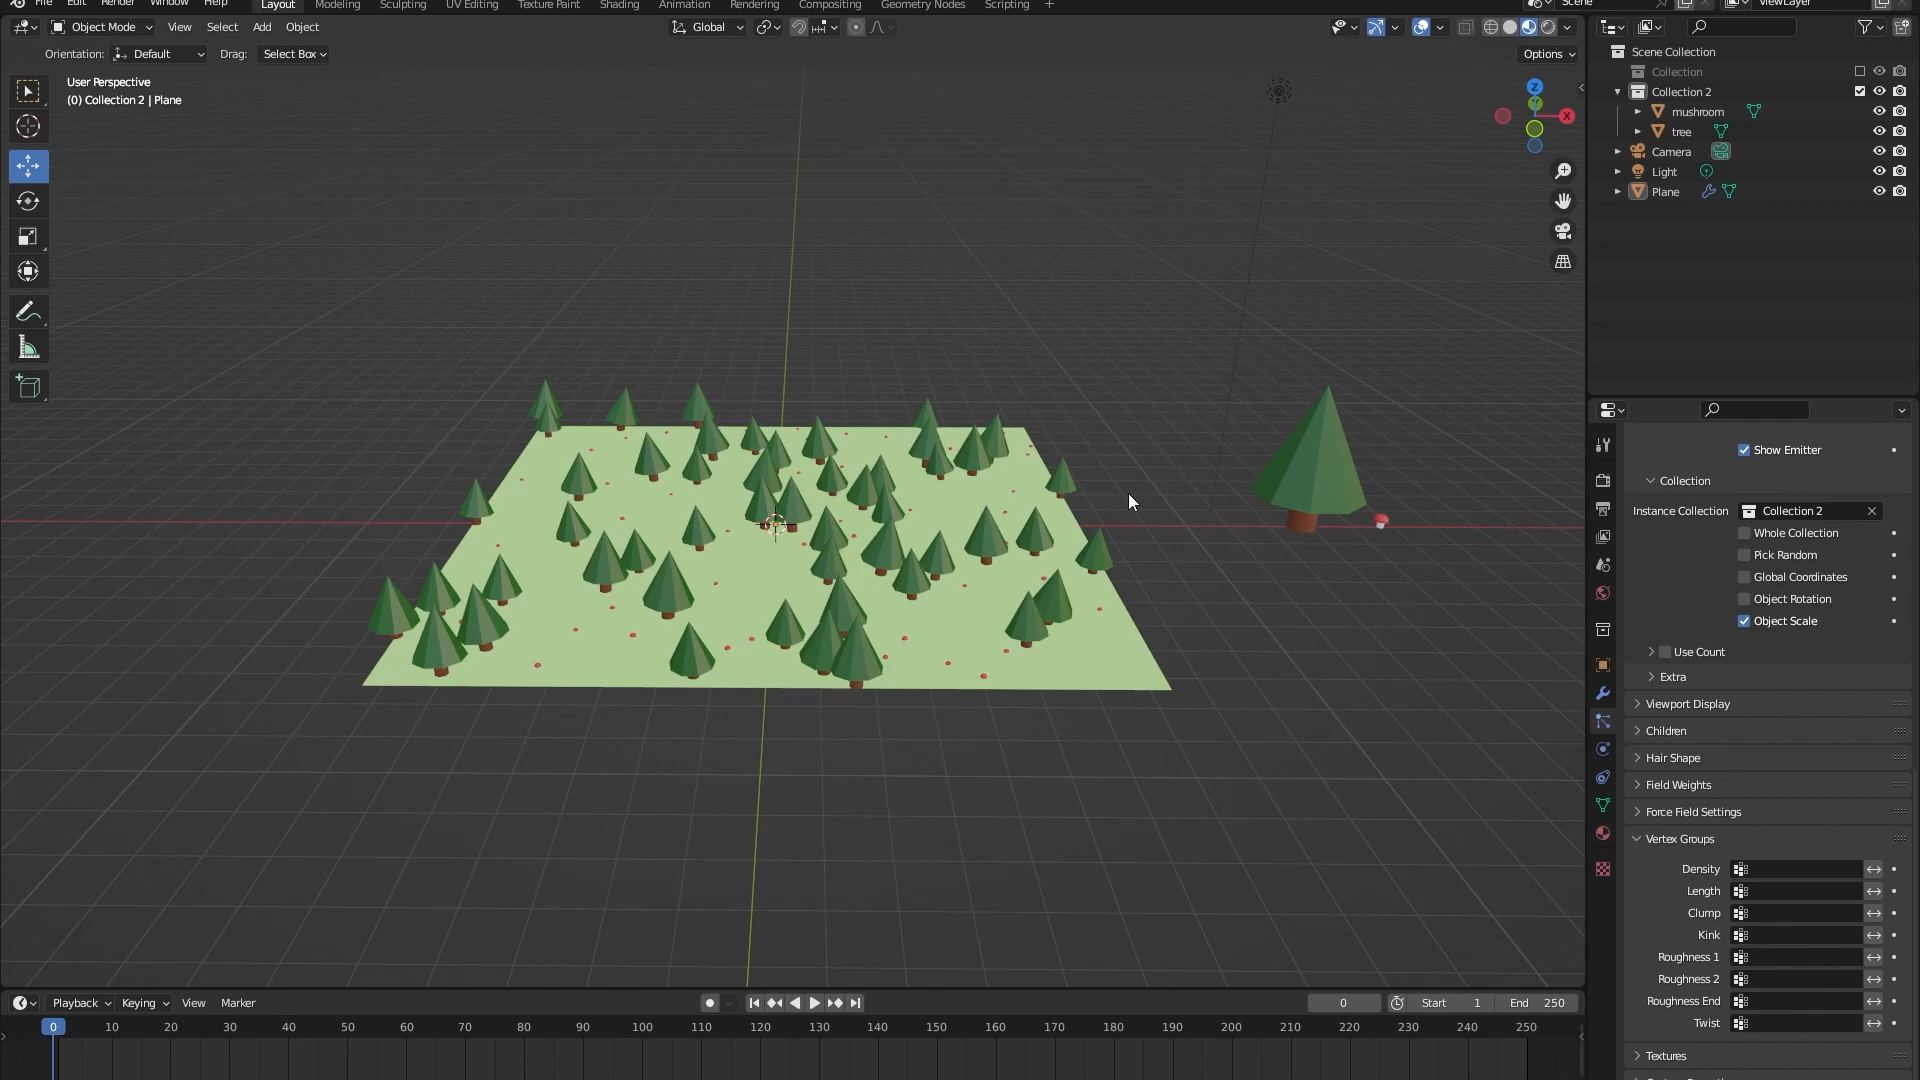 File Edit Render Window Help Layout Modeling Sculpting UV Editing Texture Paint Shading Animation Rendering Compositing Geometry Nodes Scripting + Scene ViewLayer
Object Mode View Select Add Object Global
Orientation: Default Drag: Select Box Options
User Perspective
(0) Collection 2 | Plane
Z
Y
X
Scene Collection
Collection
Collection 2
mushroom
tree
Camera
Light
Plane
Show Emitter
Collection
Instance Collection Collection 2
Whole Collection
Pick Random
Global Coordinates
Object Rotation
Object Scale
Use Count
Extra
Viewport Display
Children
Hair Shape
Field Weights
Force Field Settings
Vertex Groups
Density
Length
Clump
Kink
Roughness 1
Roughness 2
Roughness End
Twist
Textures
Playback Keying View Marker 0 Start 1 End 250
0 10 20 30 40 50 60 70 80 90 100 110 120 130 140 150 160 170 180 190 200 210 220 230 240 250